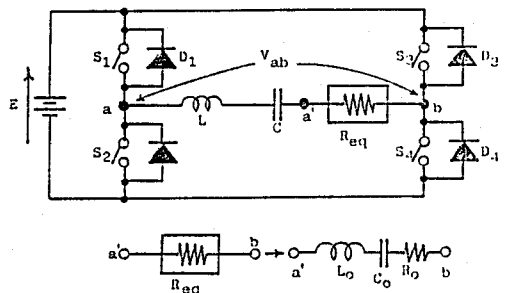 S1 D1 Vab S3 D3
E a L C a' Req b
S2 S4 D4
a' Req b a' Lo Co Ro b